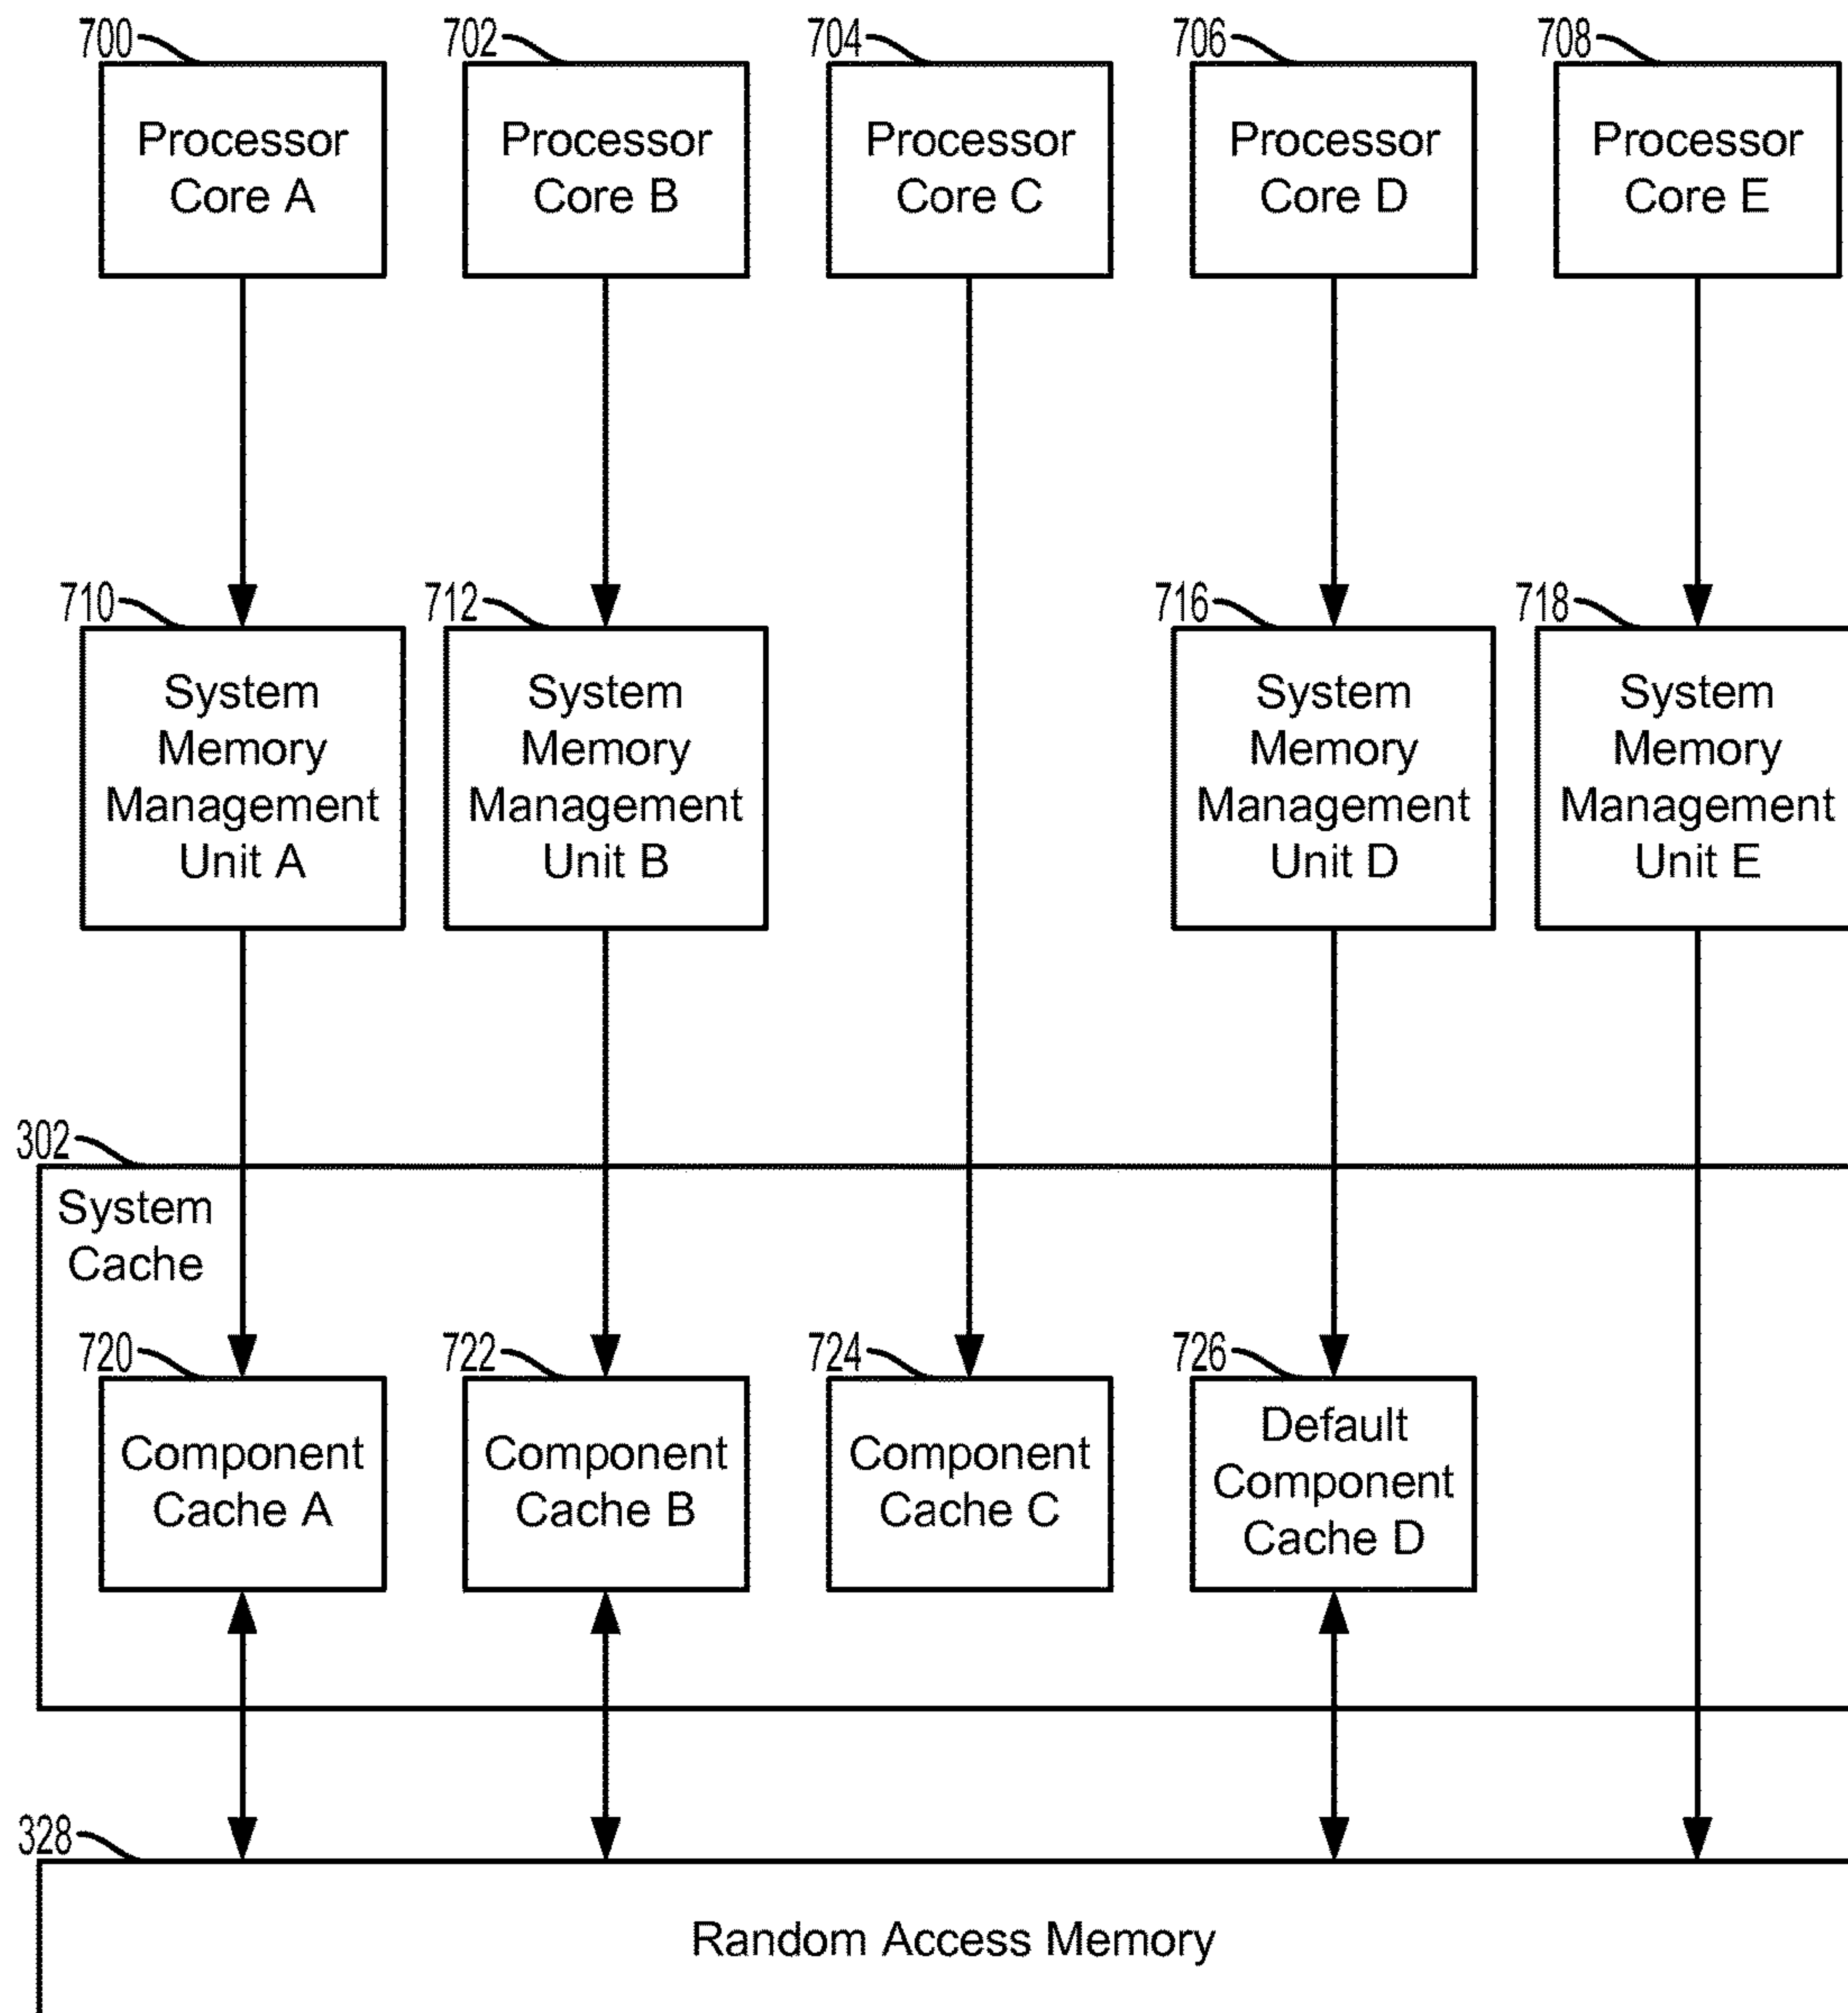 700
702
704
706
708
Processor
Core A
Processor
Core B
Processor
Core C
Processor
Core D
Processor
Core E
710
712
716
718
System
Memory
Management
Unit A
System
Memory
Management
Unit B
System
Memory
Management
Unit D
System
Memory
Management
Unit E
302
System
Cache
720
722
724
726
Component
Cache A
Component
Cache B
Component
Cache C
Default
Component
Cache D
328
Random Access Memory